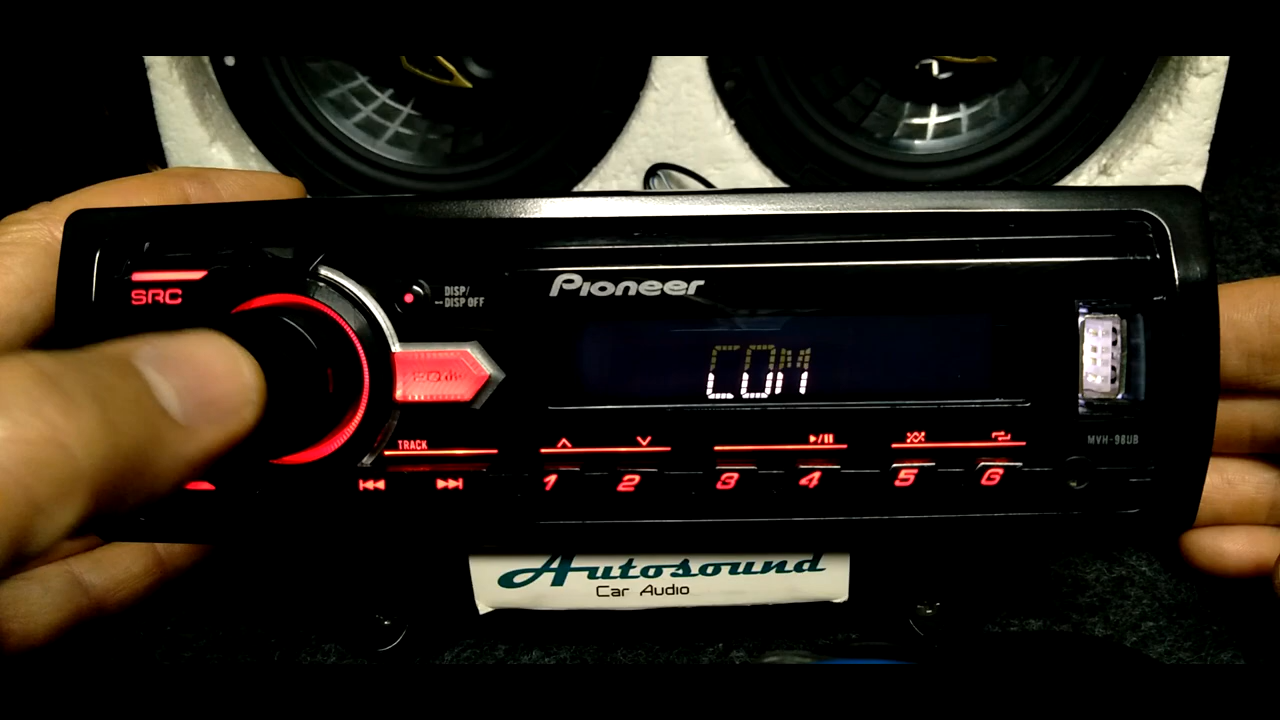 SRC
DISP/
DISP OFF
Pioneer
COM
TRACK
MVH-98UB
1 2 3 4 5 6
Autosound
Car Audio